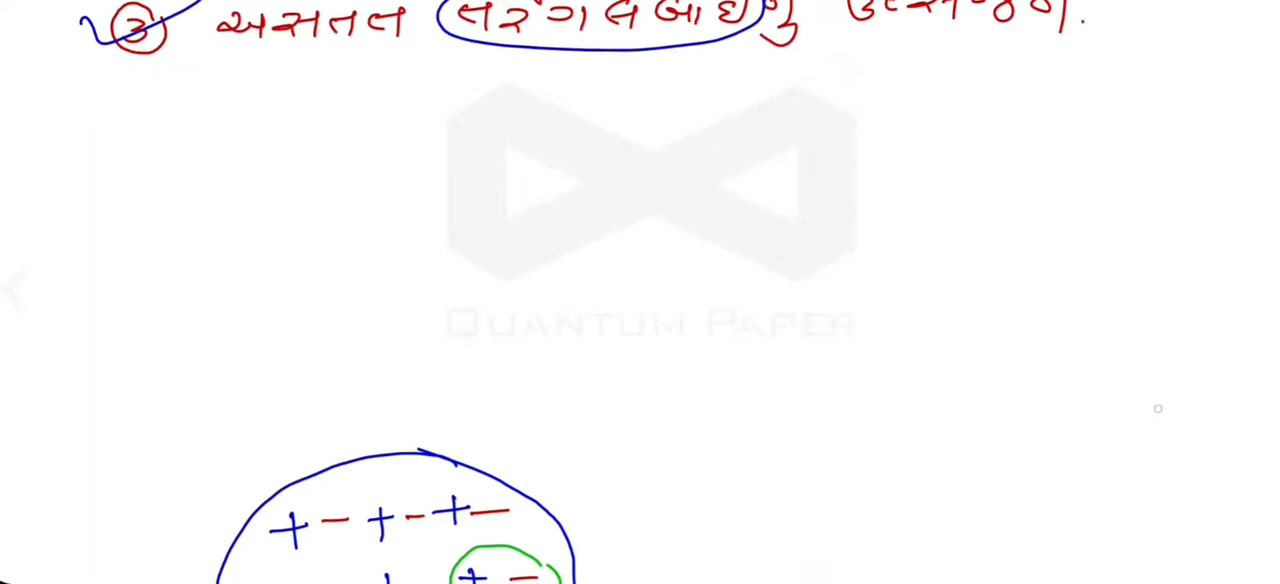 ③ અસતત તરંગલંબાઈનું
QUANTUM PAPER
+ - + - + -
+ -